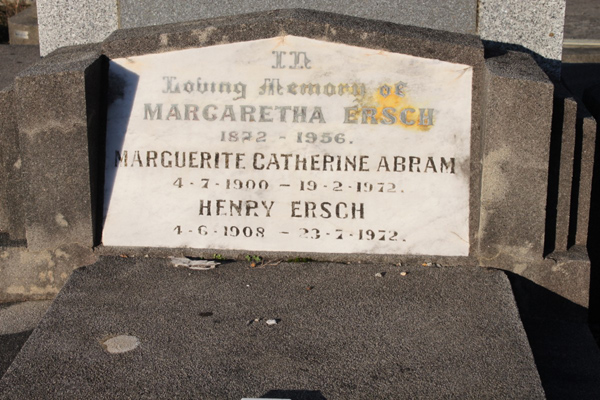 In
Loving Memory of
MARGARETHA ERSCH
1872 - 1956.
MARGUERITE CATHERINE ABRAM
4-7-1900 - 19-2-1972.
HENRY ERSCH
4-6-1908 - 23-7-1972.